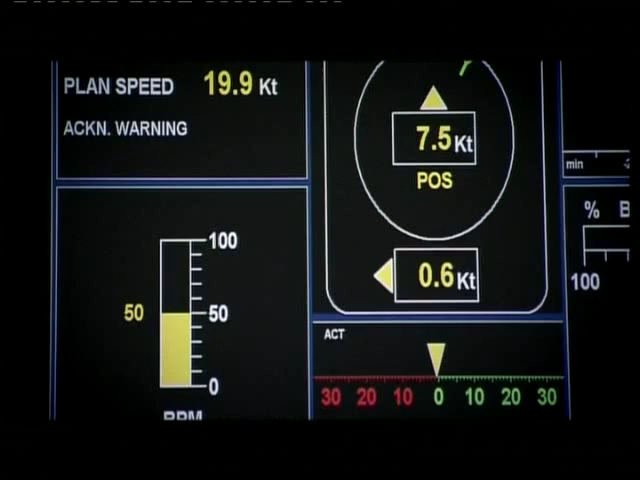 PLAN SPEED 19.9 Kt
ACKN. WARNING
7.5 Kt
POS
0.6 Kt
min
% B
100
100
50 50
0
RPM
ACT
30 20 10 0 10 20 30